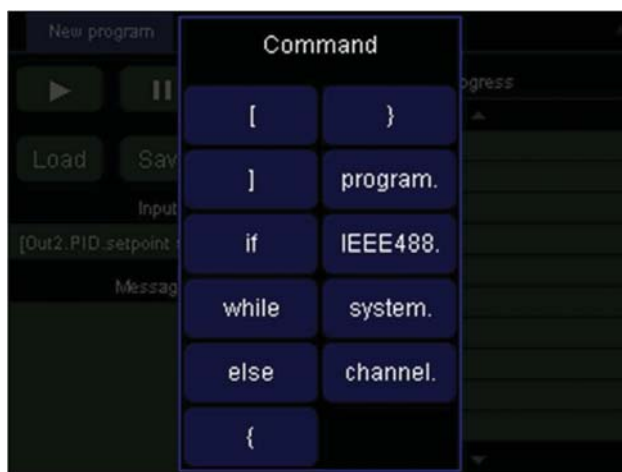 New program
Command
ogress
[
}
Load
Sav
]
program.
Input
[Out2.PID.setpoint
if
IEEE488.
Messag
while
system.
else
channel.
{